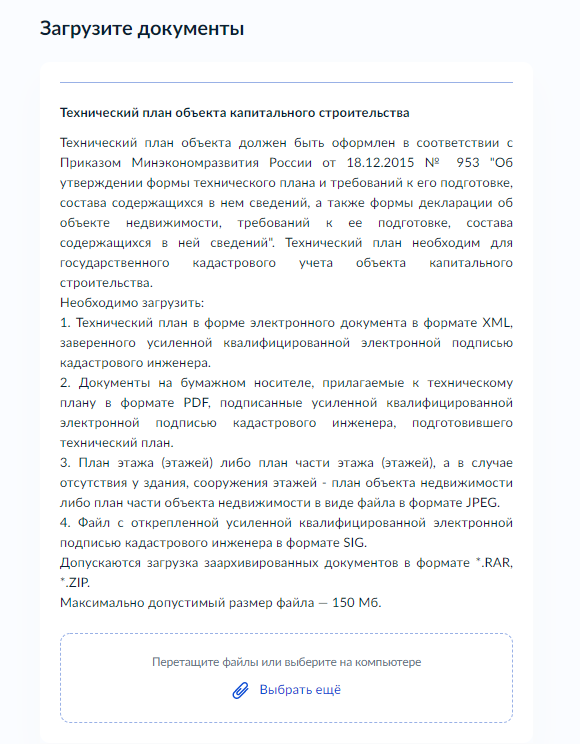 Загрузите документы
Технический план объекта капитального строительства
Технический план объекта должен быть оформлен в соответствии с
Приказом Минэкономразвития России от 18.12.2015 № 953 "Об
утверждении формы технического плана и требований к его подготовке,
состава содержащихся в нем сведений, а также формы декларации об
объекте недвижимости, требований к ее подготовке, состава
содержащихся в ней сведений". Технический план необходим для
государственного кадастрового учета объекта капитального
строительства.
Необходимо загрузить:
1. Технический план в форме электронного документа в формате XML,
заверенного усиленной квалифицированной электронной подписью
кадастрового инженера.
2. Документы на бумажном носителе, прилагаемые к техническому
плану в формате PDF, подписанные усиленной квалифицированной
электронной подписью кадастрового инженера, подготовившего
технический план.
3. План этажа (этажей) либо план части этажа (этажей), а в случае
отсутствия у здания, сооружения этажей - план объекта недвижимости
либо план части объекта недвижимости в виде файла в формате JPEG.
4. Файл с открепленной усиленной квалифицированной электронной
подписью кадастрового инженера в формате SIG.
Допускаются загрузка заархивированных документов в формате *.RAR,
*.ZIP.
Максимально допустимый размер файла — 150 Мб.
Перетащите файлы или выберите на компьютере
Выбрать ещё